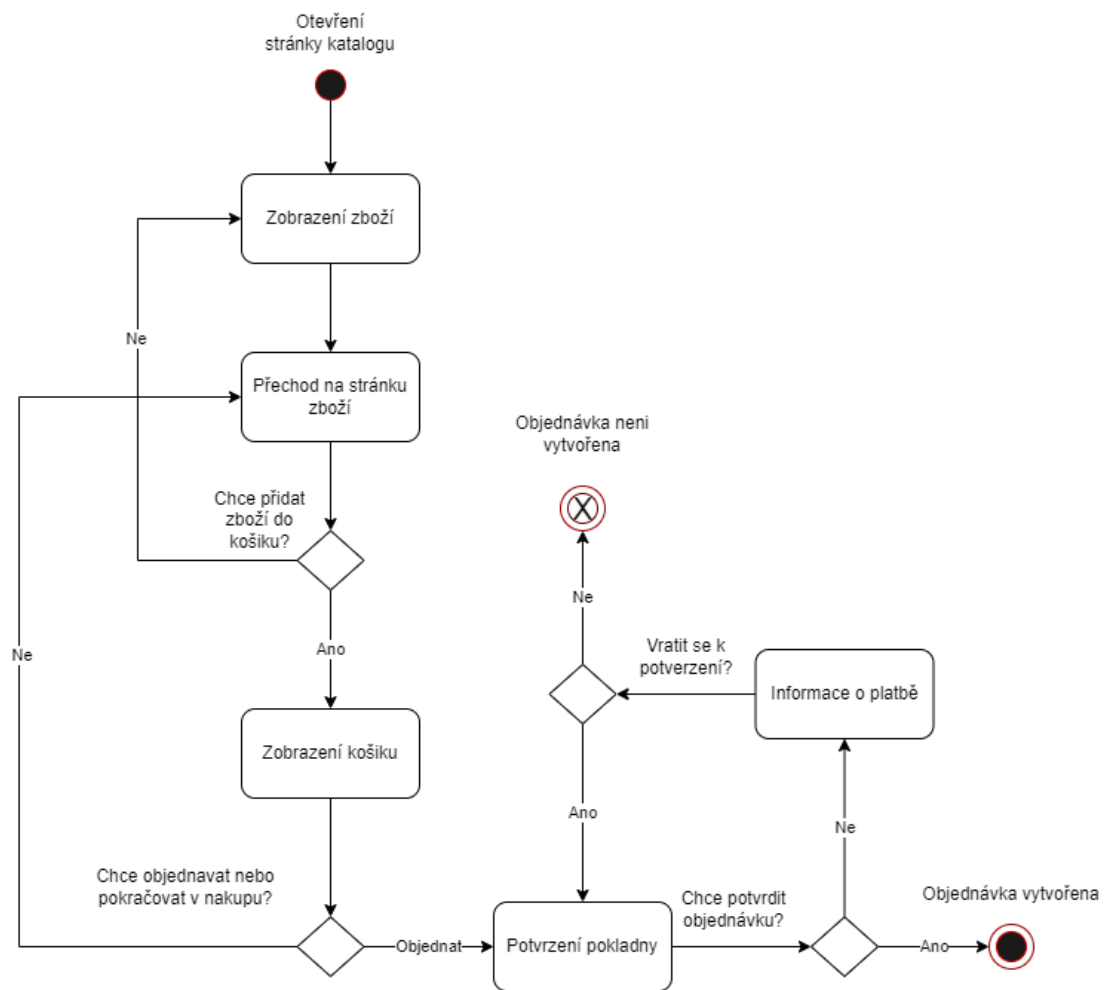 Otevření
stránky katalogu
Zobrazení zboží
Ne
Přechod na stránku
zboží
Objednávka neni
vytvořena
X
Chce přidat
zboží do
košiku?
Ne
Ano
Ne
Vratit se k
potverzení?
Informace o platbě
Zobrazení košiku
Ano
Ne
Chce objednavat nebo
pokračovat v nakupu?
Chce potvrdit
objednávku?
Objednávka vytvořena
Objednat
Potvrzení pokladny
Ano